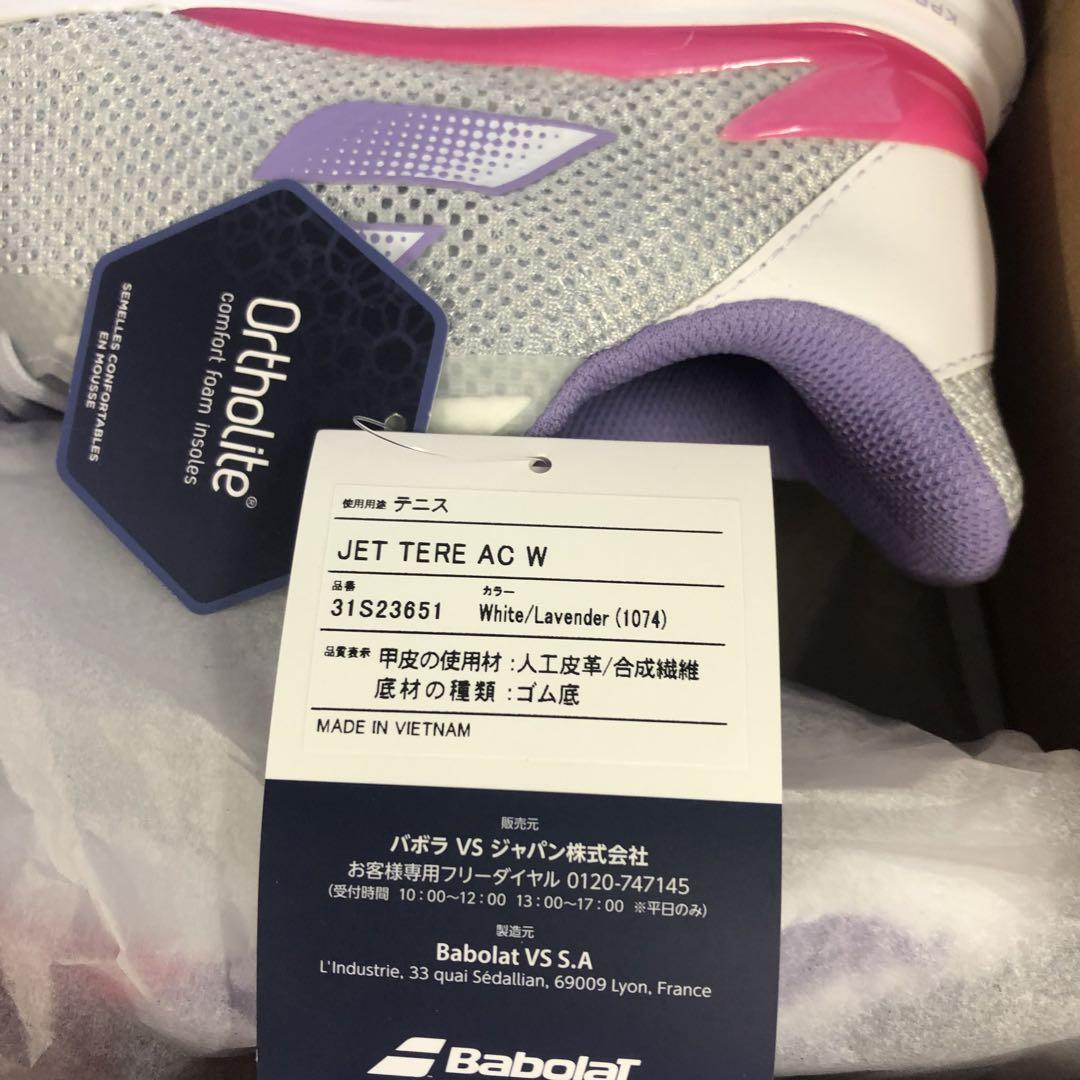 KPR
Ortholite®
comfort foam insoles
SEMELLES CONFORTABLES
EN MOUSSE
使用用途 テニス
JET TERE AC W
品番 カラー
31S23651 White/Lavender (1074)
品質表示 甲皮の使用材:人工皮革/合成繊維
底材の種類:ゴム底
MADE IN VIETNAM
販売元
バボラ VS ジャパン株式会社
お客様専用フリーダイヤル 0120-747145
(受付時間 10:00〜12:00 13:00〜17:00 ※平日のみ)
製造元
Babolat VS S.A
L'Industrie, 33 quai Sédallian, 69009 Lyon, France
Babolat